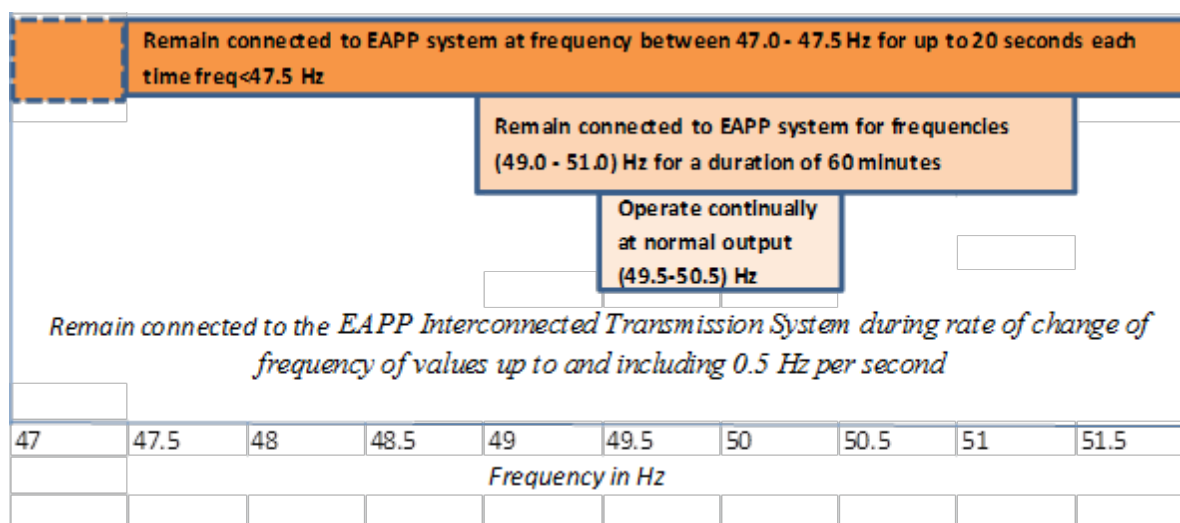 Remain connected to EAPP system at frequency between 47.0 - 47.5 Hz for up to 20 seconds each
time freq<47.5 Hz
Remain connected to EAPP system for frequencies
(49.0 - 51.0) Hz for a duration of 60 minutes
Operate continually
at normal output
(49.5-50.5) Hz
Remain connected to the EAPP Interconnected Transmission System during rate of change of
frequency of values up to and including 0.5 Hz per second
47 47.5 48 48.5 49 49.5 50 50.5 51 51.5
Frequency in Hz